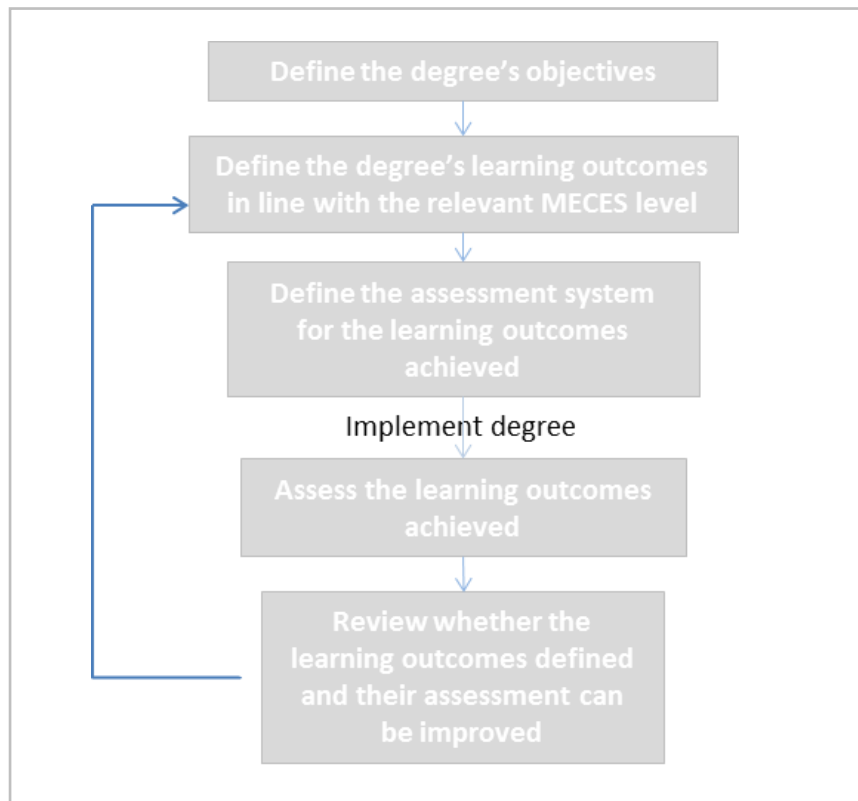 Define the degree’s objectives
Define the degree’s learning outcomes
in line with the relevant MECES level
Define the assessment system
for the learning outcomes
achieved
Implement degree
Assess the learning outcomes
achieved
Review whether the
learning outcomes defined
and their assessment can
be improved